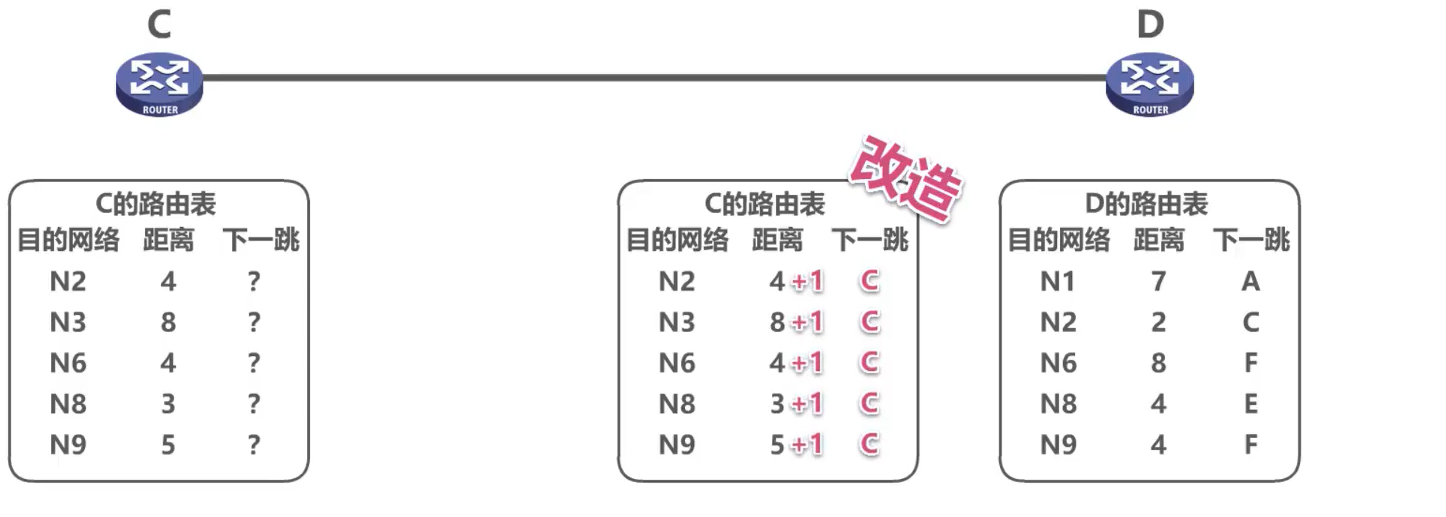 C
D
ROUTER
ROUTER
C的路由表
目的网络 距离 下一跳
N2 4 ?
N3 8 ?
N6 4 ?
N8 3 ?
N9 5 ?
改造
C的路由表
目的网络 距离 下一跳
N2 4+1 C
N3 8+1 C
N6 4+1 C
N8 3+1 C
N9 5+1 C
D的路由表
目的网络 距离 下一跳
N1 7 A
N2 2 C
N6 8 F
N8 4 E
N9 4 F